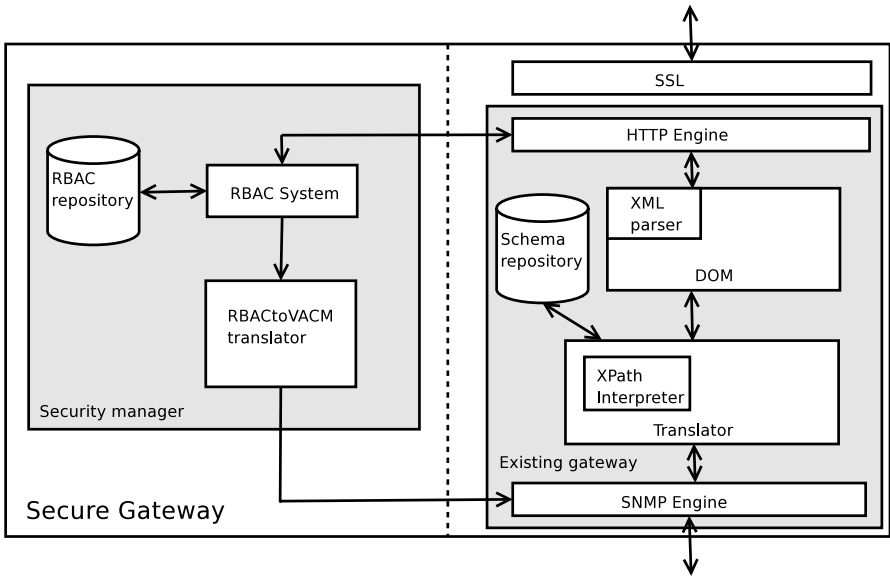 SSL
HTTP Engine
RBAC
repository
RBAC System
XML
parser
Schema
repository
DOM
RBACtoVACM
translator
XPath
Interpreter
Security manager
Translator
Existing gateway
Secure Gateway
SNMP Engine